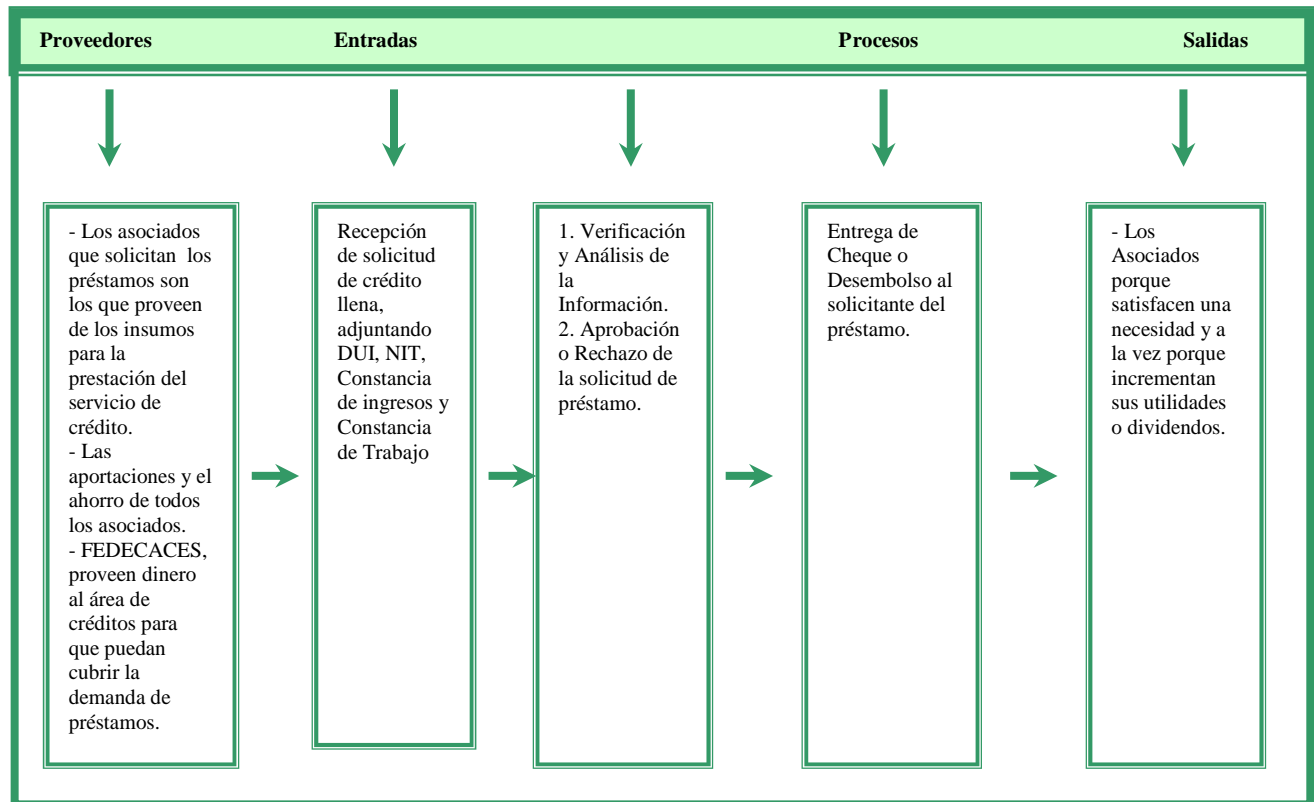 Proveedores Entradas Procesos Salidas
- Los asociados
que solicitan los
préstamos son
los que proveen
de los insumos
para la
prestación del
servicio de
crédito.
- Las
aportaciones y el
ahorro de todos
los asociados.
- FEDECACES,
proveen dinero
al área de
créditos para
que puedan
cubrir la
demanda de
préstamos.
Recepción
de solicitud
de crédito
llena,
adjuntando
DUI, NIT,
Constancia
de ingresos y
Constancia
de Trabajo
1. Verificación
y Análisis de
la
Información.
2. Aprobación
o Rechazo de
la solicitud de
préstamo.
Entrega de
Cheque o
Desembolso al
solicitante del
préstamo.
- Los
Asociados
porque
satisfacen una
necesidad y a
la vez porque
incrementan
sus utilidades
o dividendos.